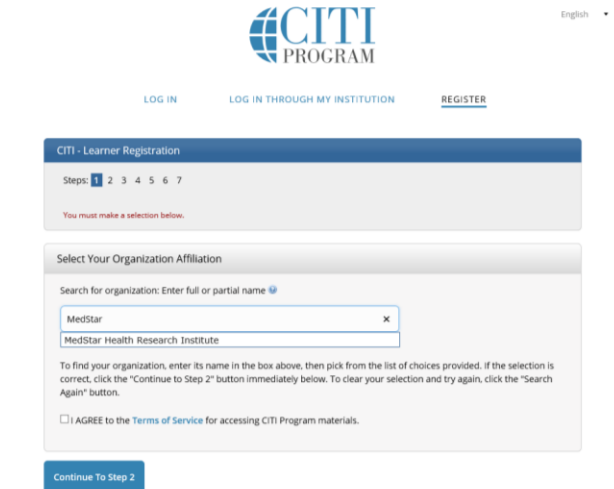 English
CITI
PROGRAM
LOG IN
LOG IN THROUGH MY INSTITUTION
REGISTER
CITI - Learner Registration
Steps: 1 2 3 4 5 6 7
You must make a selection below.
Select Your Organization Affiliation
Search for organization: Enter full or partial name
MedStar
MedStar Health Research Institute
To find your organization, enter its name in the box above, then pick from the list of choices provided. If the selection is
correct, click the "Continue to Step 2" button immediately below. To clear your selection and try again, click the "Search
Again" button.
I AGREE to the Terms of Service for accessing CITI Program materials.
Continue To Step 2